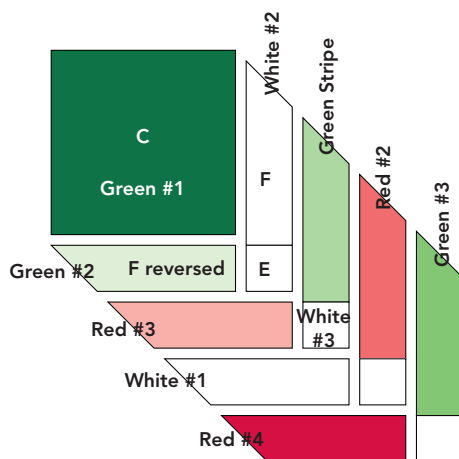 White #2
Green Stripe
C
Red #2
Green #1
F
Green #3
Green #2
F reversed
E
Red #3
White
#3
White #1
Red #4